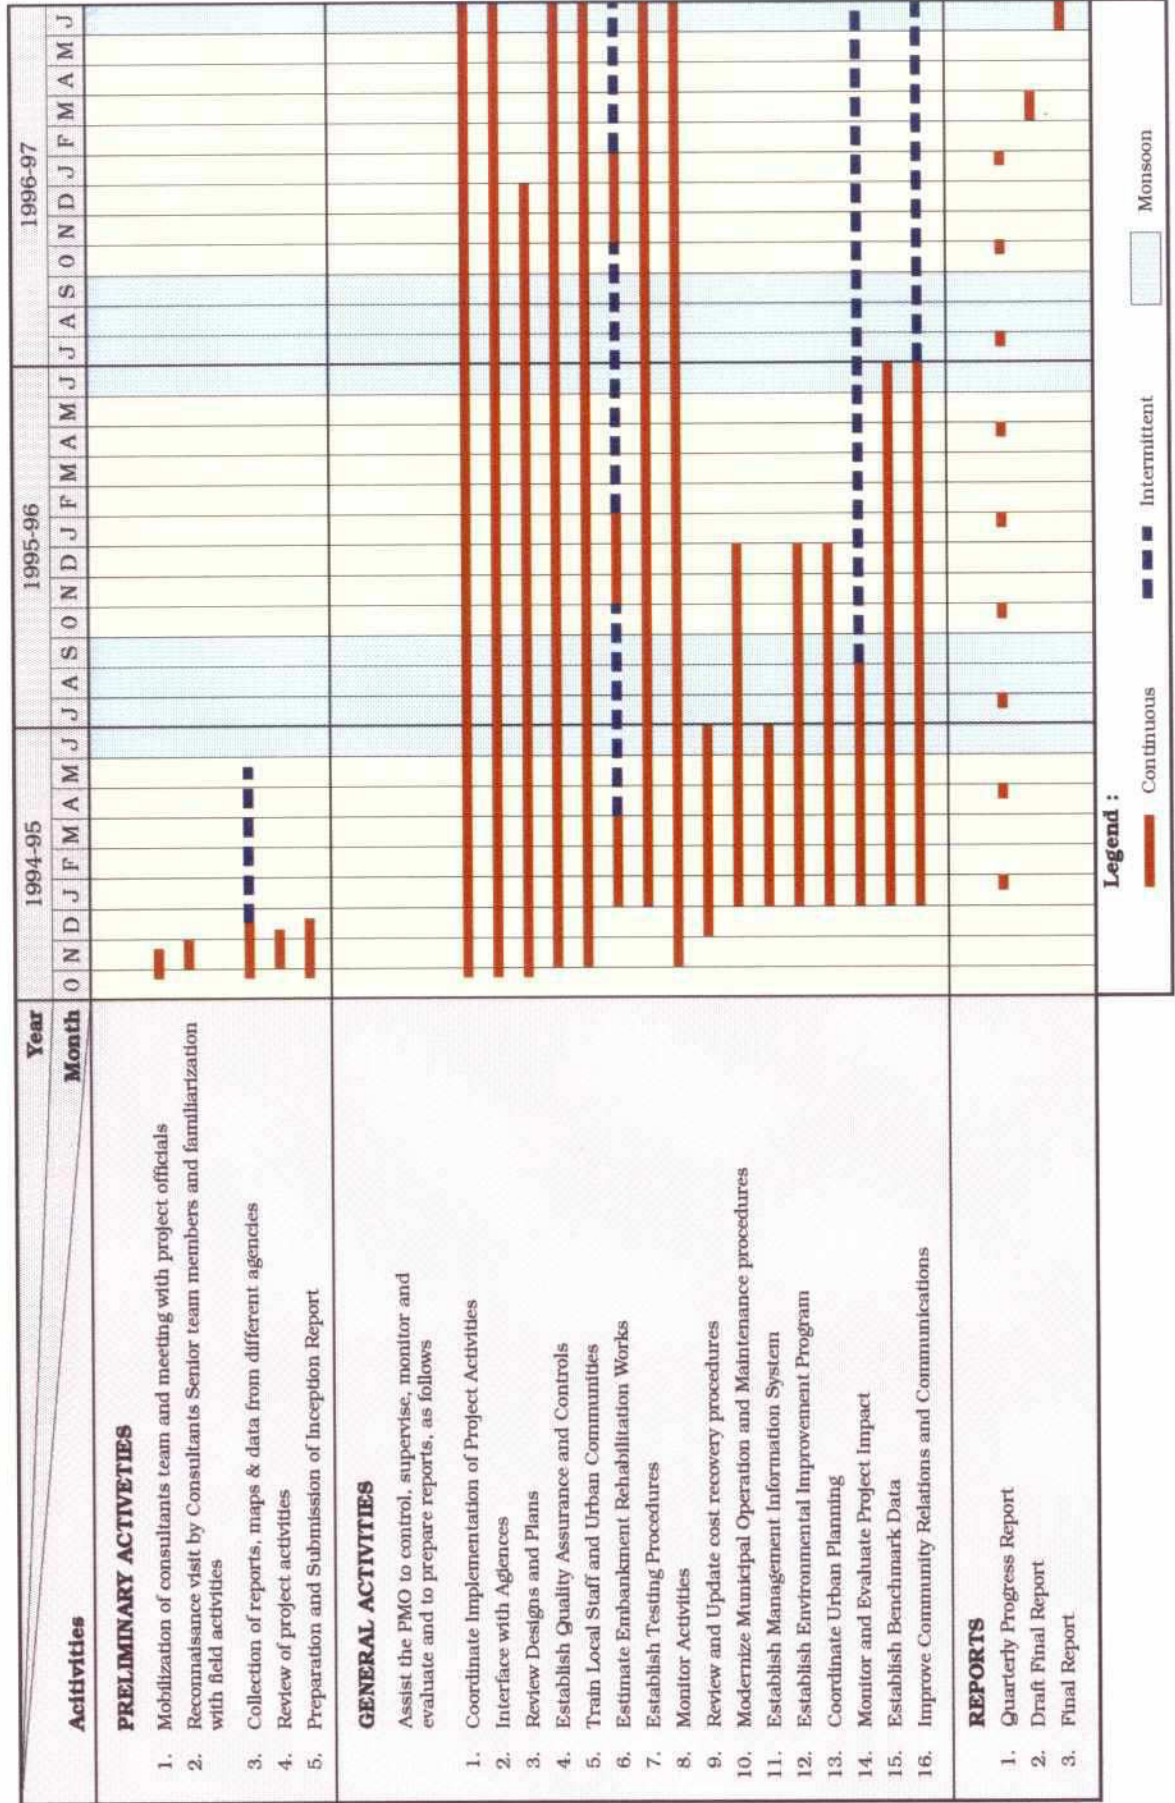 Year 1994-95 1995-96 1996-97
Acitivities Month O N D J F M A M J J A S O N D J F M A M J J A S O N D J F M A M J
PRELIMINARY ACTIVETIES
1. Mobilization of consultants team and meeting with project officials
2. Reconnaisance visit by Consultants Senior team members and familiarization
with field activities
3. Collection of reports, maps & data from different agencies
4. Review of project activities
5. Preparation and Submission of Inception Report
GENERAL ACTIVITIES
Assist the PMO to control, supervise, monitor and
evaluate and to prepare reports, as follows
1. Coordinate Implementation of Project Activities
2. Interface with Agiences
3. Review Designs and Plans
4. Establish Quality Assurance and Controls
5. Train Local Staff and Urban Communities
6. Estimate Embankment Rehabilitation Works
7. Establish Testing Procedures
8. Monitor Activities
9. Review and Update cost recovery procedures
10. Modernize Municipal Operation and Maintenance procedures
11. Establish Management Information System
12. Establish Environmental Improvement Program
13. Coordinate Urban Planning
14. Monitor and Evaluate Project Impact
15. Establish Benchmark Data
16. Improve Community Relations and Communications
REPORTS
1. Quarterly Progress Report
2. Draft Final Report
3. Final Report
Legend :
Continuous Intermittent Monsoon